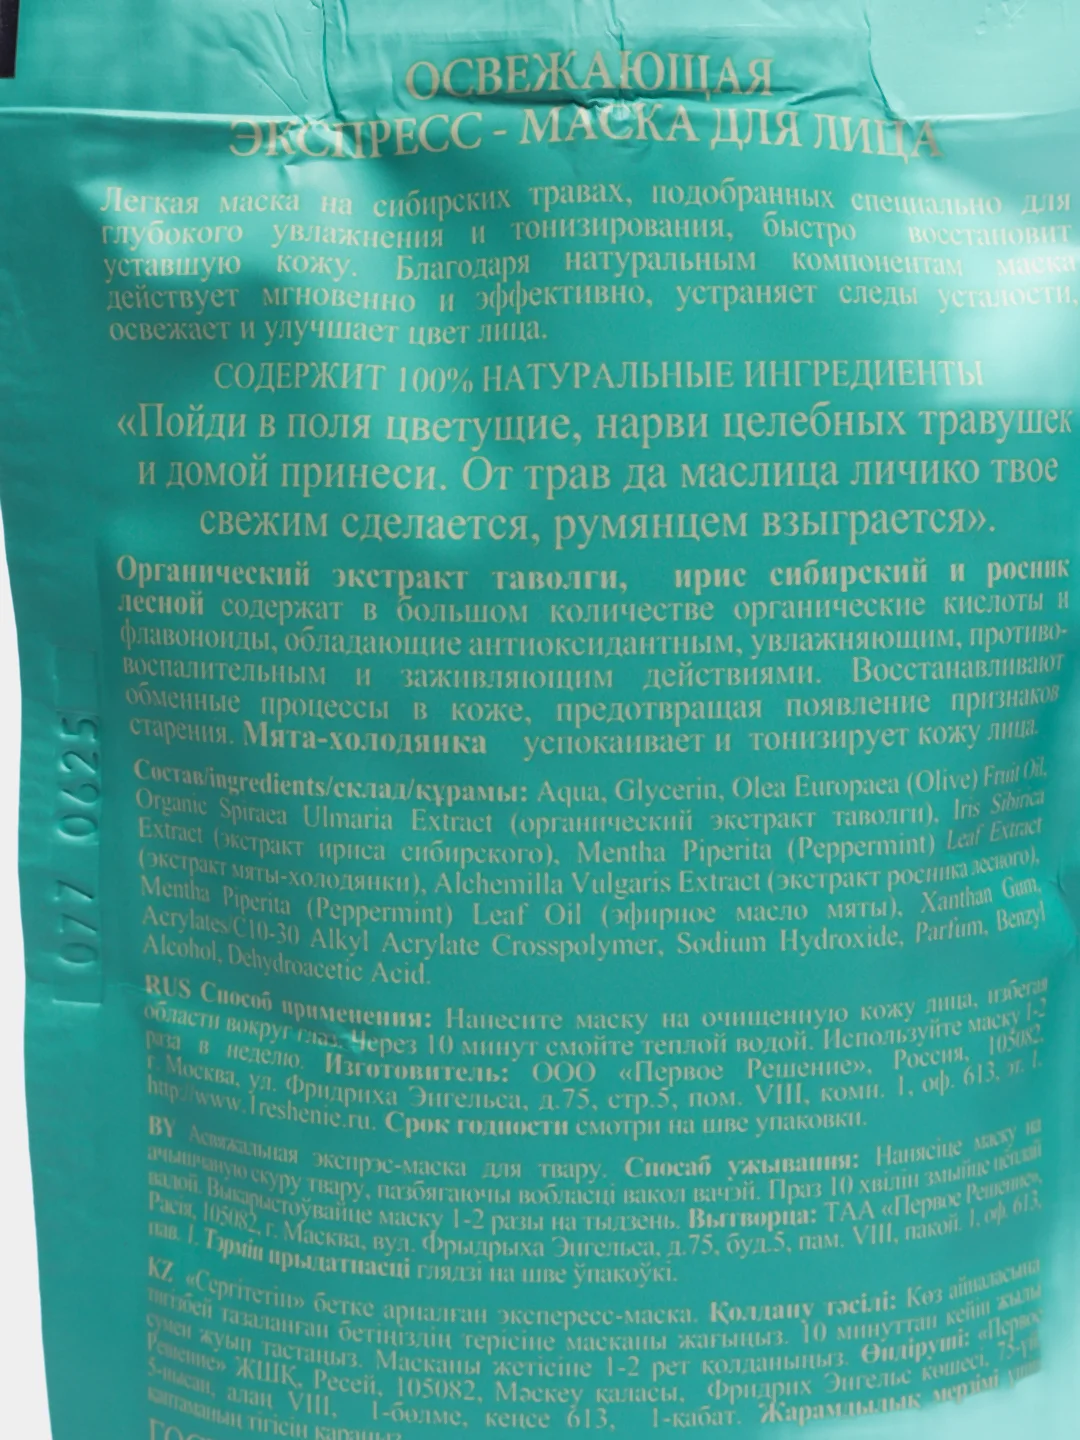 ОСВЕЖАЮЩАЯ
ЭКСПРЕСС - МАСКА ДЛЯ ЛИЦА
Легкая маска на сибирских травах, подобранных специально для
глубокого увлажнения и тонизирования, быстро восстановит
уставшую кожу. Благодаря натуральным компонентам маска
действует мгновенно и эффективно, устраняет следы усталости,
освежает и улучшает цвет лица.
СОДЕРЖИТ 100% НАТУРАЛЬНЫЕ ИНГРЕДИЕНТЫ
«Пойди в поля цветущие, нарви целебных травушек
и домой принеси. От трав да маслица личико твое
свежим сделается, румянцем взыграется».
Органический экстракт таволги, ирис сибирский и росник
лесной содержат в большом количестве органические кислоты и
флавоноиды, обладающие антиоксидантным, увлажняющим, противо-
воспалительным и заживляющим действиями. Восстанавливают
обменные процессы в коже, предотвращая появление признаков
старения. Мята-холодянка успокаивает и тонизирует кожу лица.
Состав/ingredients/склад/құрамы: Aqua, Glycerin, Olea Europaea (Olive) Fruit Oil,
Organic Spiraea Ulmaria Extract (органический экстракт таволги), Iris Sibirica
Extract (экстракт ириса сибирского), Mentha Piperita (Peppermint) Leaf Extract
(экстракт мяты-холодянки), Alchemilla Vulgaris Extract (экстракт росника лесного),
Mentha Piperita (Peppermint) Leaf Oil (эфирное масло мяты), Xanthan Gum,
Acrylates/C10-30 Alkyl Acrylate Crosspolymer, Sodium Hydroxide, Parfum, Benzyl
Alcohol, Dehydroacetic Acid.
RUS Способ применения: Нанесите маску на очищенную кожу лица, избегая
области вокруг глаз. Через 10 минут смойте теплой водой. Используйте маску 1-2
раза в неделю. Изготовитель: ООО «Первое Решение», Россия, 105082,
г. Москва, ул. Фридриха Энгельса, д.75, стр.5, пом. VIII, комн. 1, оф. 613, эт. 1.
http://www.1reshenie.ru. Срок годности смотри на шве упаковки.
BY Асвяжальная экспрэс-маска для твару. Спосаб ужывання: Нанясіце маску на
ачышчаную скуру твару, пазбягаючы вобласці вакол вачэй. Праз 10 хвілін змыйце цёплай
вадой. Выкарыстоўвайце маску 1-2 разы на тыдзень. Вытворца: ТАА «Первое Решение»,
Расія, 105082, г. Масква, вул. Фрыдрыха Энгельса, д.75, буд.5, пам. VIII, пакой. 1, оф. 613,
пав. 1. Тэрмін прыдатнасці глядзі на шве ўпакоўкі.
KZ «Сергітетін» бетке арналған экспересс-маска. Қолдану тәсілі: Көз айналасына
тигізбей тазаланған бетіңіздің терісіне масканы жағыңыз. 10 минуттан кейін жылы
сумен жуып тастаңыз. Масканы жетісіне 1-2 рет қолданыңыз. Өндіруші: «Первое
Решение» ЖШҚ, Ресей, 105082, Мәскеу қаласы, Фридрих Энгельс көшесі, 75-үй,
5-нысан, алаң VIII, 1-бөлме, кеңсе 613, 1-қабат. Жарамдылық мерзімі үшін
қаптаманың тігісін қараңыз.
077 0625